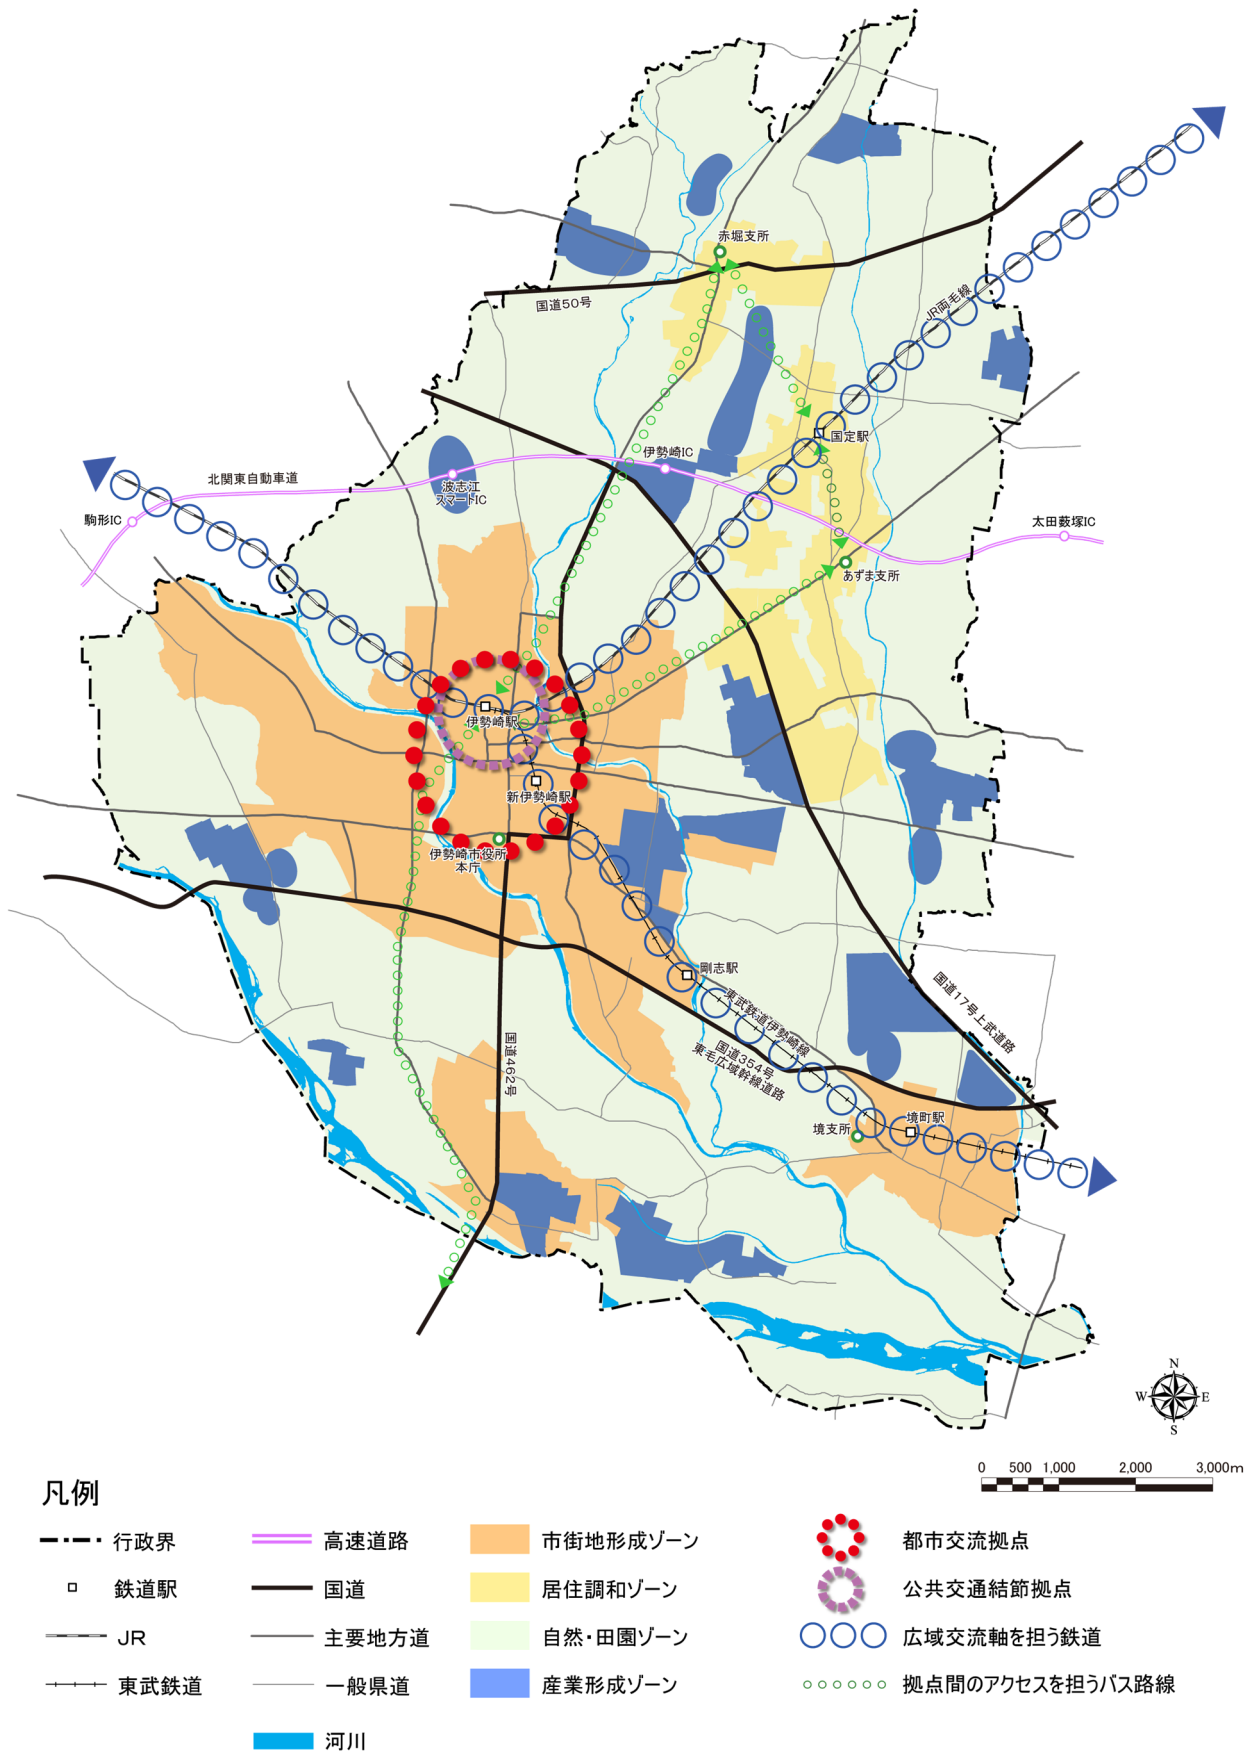 赤堀支所
国道50号
JR両毛線
国定駅
伊勢崎IC
北関東自動車道
波志江
スマートIC
駒形IC
太田藪塚IC
あずま支所
伊勢崎駅
新伊勢崎駅
伊勢崎市役所
本庁
剛志駅
国道17号上武道路
東武鉄道伊勢崎線
国道354号
東毛広域幹線道路
国道462号
境町駅
境支所
N
W
E
S
0 500 1,000 2,000 3,000m
凡例
行政界
高速道路
市街地形成ゾーン
都市交流拠点
鉄道駅
国道
居住調和ゾーン
公共交通結節拠点
JR
主要地方道
自然・田園ゾーン
広域交流軸を担う鉄道
東武鉄道
一般県道
産業形成ゾーン
拠点間のアクセスを担うバス路線
河川